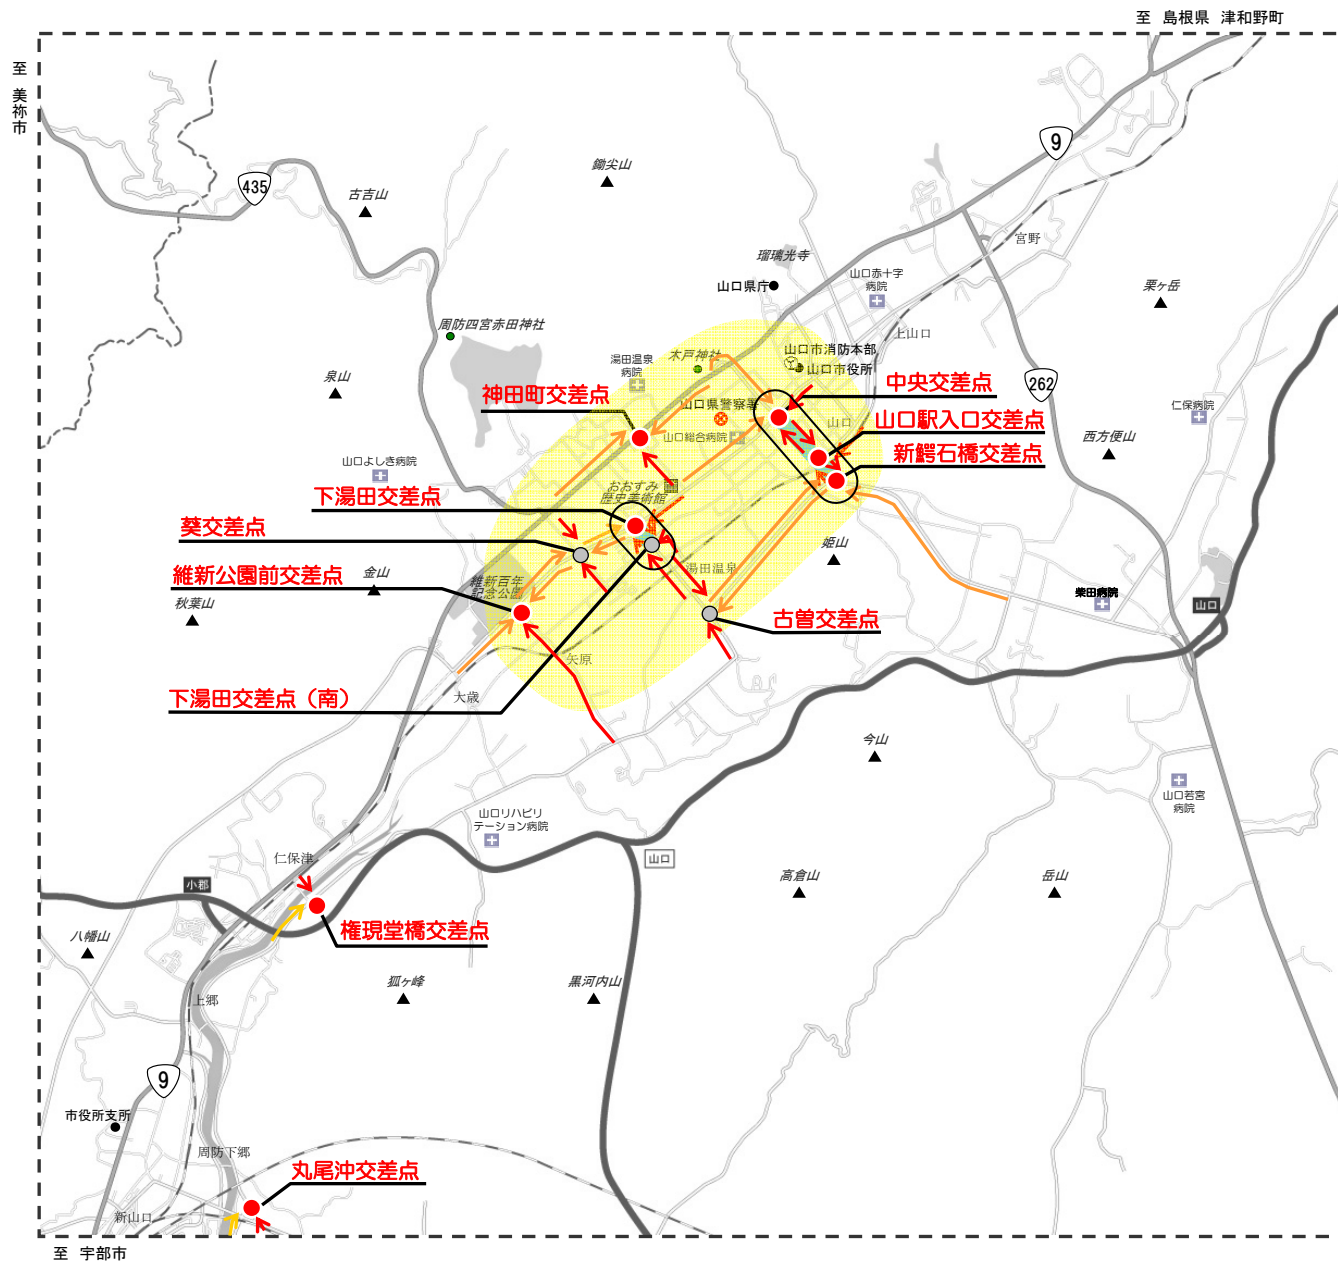 至 島根県 津和野町
至 美祢市
9
435
鋤尖山
古吉山
宮野
瑠璃光寺
山口県庁
山口赤十字
病院
栗ヶ岳
周防四宮赤田神社
上山口
湯田温泉
病院
木戸神社
山口市消防本部
山口市役所
泉山
神田町交差点
中央交差点
262
仁保病院
山口県警察署
山口
山口駅入口交差点
山口総合病院
西方便山
新鰐石橋交差点
山口よしき病院
下湯田交差点
おおすみ
歴史美術館
葵交差点
姫山
維新公園前交差点
金山
維新百年
記念公園
湯田温泉
秋葉山
柴田病院
山口
古曽交差点
矢原
大歳
下湯田交差点（南）
今山
山口若宮
病院
山口リハビリ
テーション病院
仁保津
山口
小郡
高倉山
岳山
権現堂橋交差点
八幡山
狐ヶ峰
黒河内山
上郷
9
市役所支所
周防下郷
丸尾沖交差点
新山口
至 宇部市